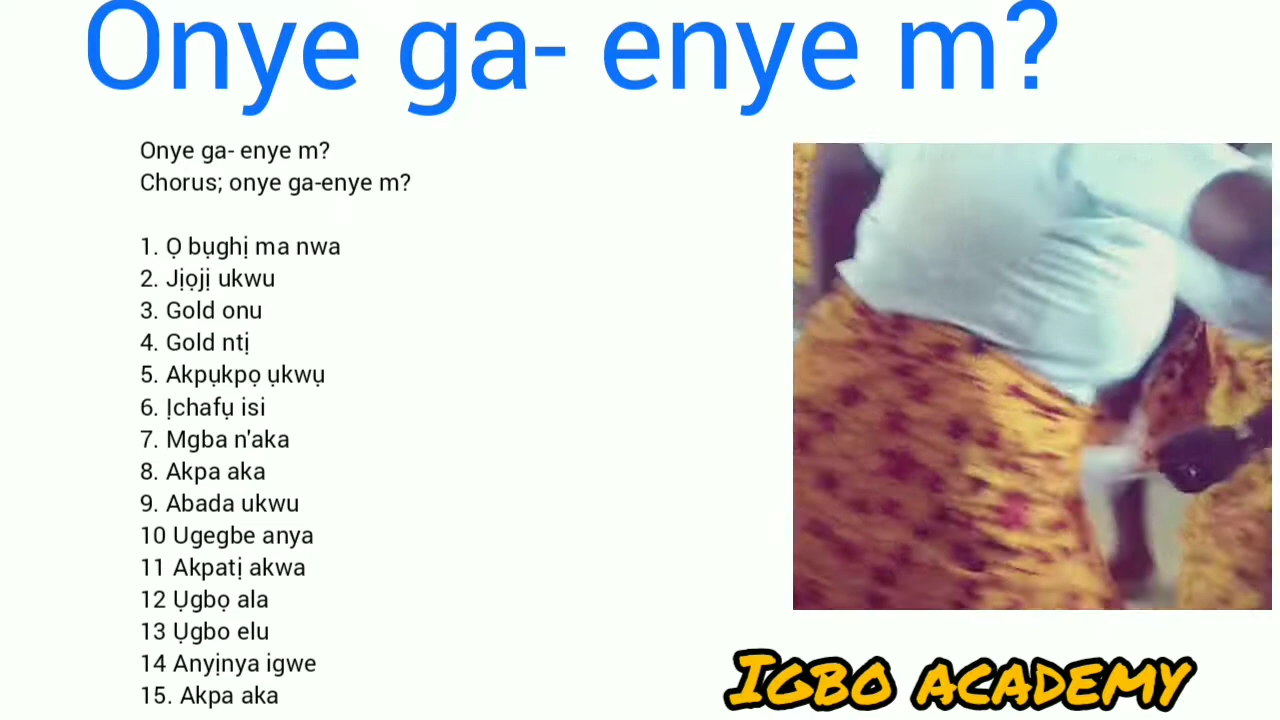 Onye ga- enye m?
Onye ga- enye m?
Chorus; onye ga-enye m?
1. Ọ bụghị ma nwa
2. Jịọjị ukwu
3. Gold onu
4. Gold ntị
5. Akpụkpọ ụkwụ
6. Ịchafụ isi
7. Mgba n'aka
8. Akpa aka
9. Abada ukwu
10 Ugegbe anya
11 Akpatị akwa
12 Ụgbọ ala
13 Ụgbo elu
14 Anyịnya igwe
15. Akpa aka
IGBO ACADEMY